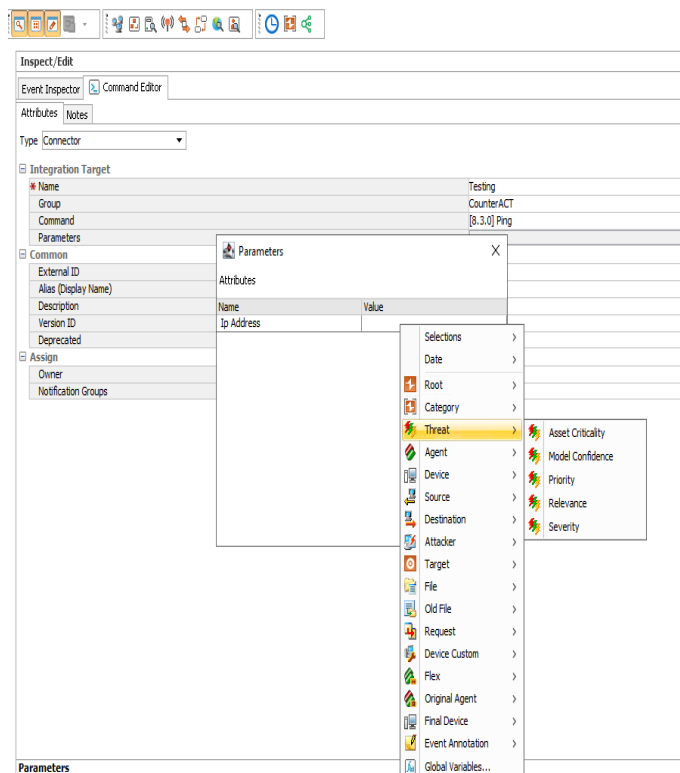 Inspect/Edit
Event Inspector Command Editor
Attributes Notes
Type Connector
Integration Target
* Name Testing
Group CounterACT
Command [8.3.0] Ping
Parameters
Common
External ID
Alias (Display Name)
Description
Version ID
Deprecated
Assign
Owner
Notification Groups
Parameters X
Attributes
Name Value
Ip Address
Selections >
Date >
Root >
Category >
Threat >
Agent >
Device >
Source >
Destination >
Attacker >
Target >
File >
Old File >
Request >
Device Custom >
Flex >
Original Agent >
Final Device >
Event Annotation >
Global Variables...
Asset Criticality
Model Confidence
Priority
Relevance
Severity
Parameters